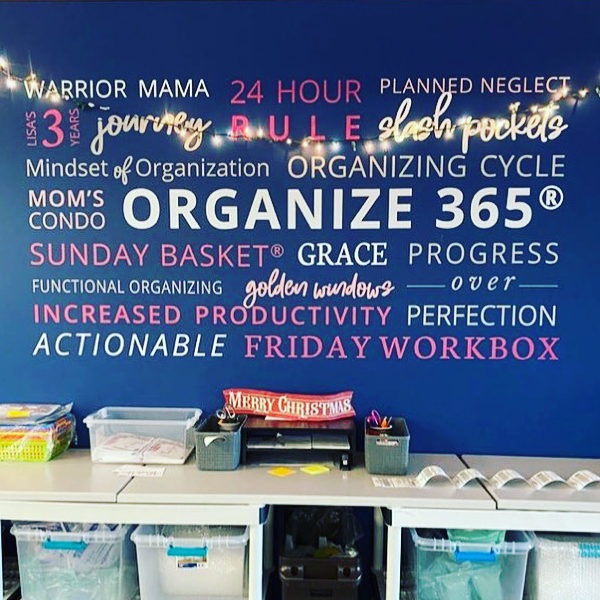 WARRIOR MAMA 24 HOUR PLANNED NEGLECT
LISA'S 3 YEARS journey RULE slash pockets
Mindset of Organization ORGANIZING CYCLE
MOM'S CONDO ORGANIZE 365®
SUNDAY BASKET® GRACE PROGRESS
FUNCTIONAL ORGANIZING golden windows over
INCREASED PRODUCTIVITY PERFECTION
ACTIONABLE FRIDAY WORKBOX
MERRY CHRISTMAS